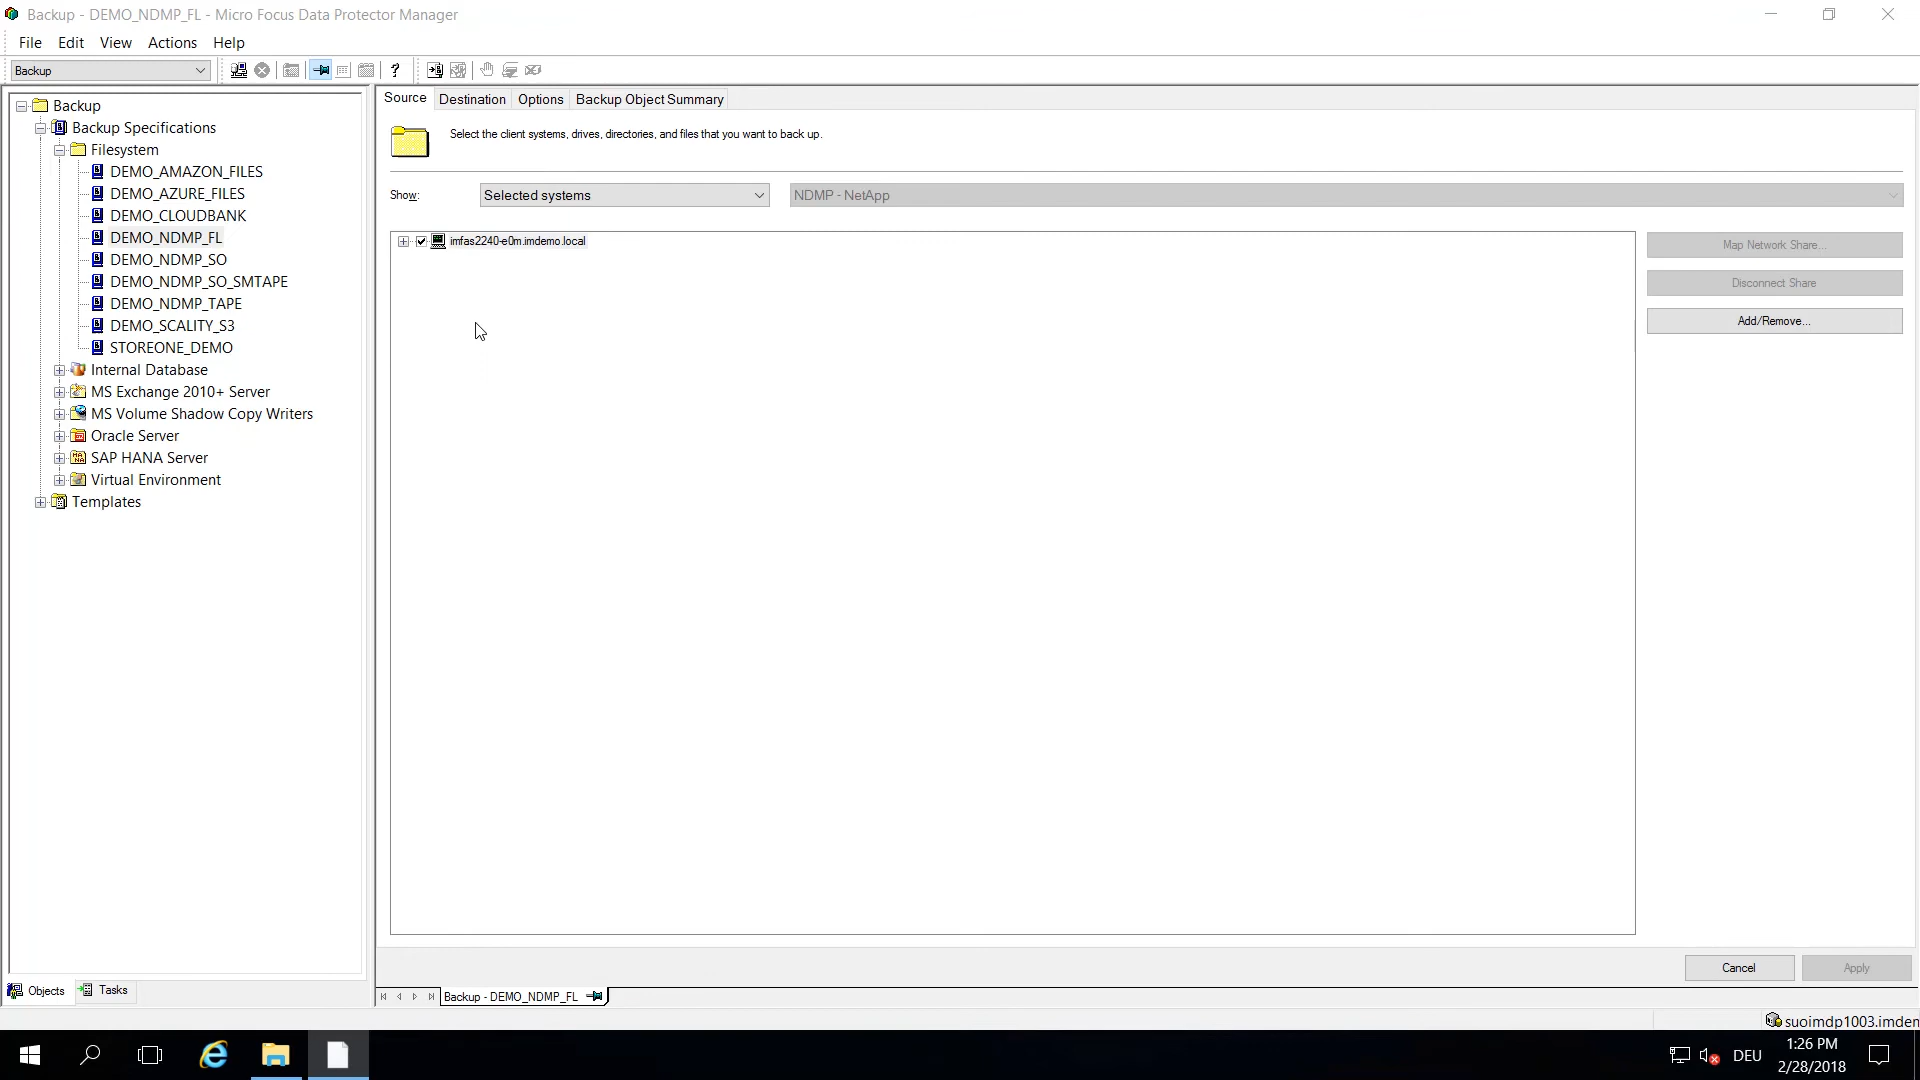 Backup - DEMO_NDMP_FL - Micro Focus Data Protector Manager
File Edit View Actions Help
Backup
Backup
Backup Specifications
Filesystem
DEMO_AMAZON_FILES
DEMO_AZURE_FILES
DEMO_CLOUDBANK
DEMO_NDMP_FL
DEMO_NDMP_SO
DEMO_NDMP_SO_SMTAPE
DEMO_NDMP_TAPE
DEMO_SCALITY_S3
STOREONE_DEMO
Internal Database
MS Exchange 2010+ Server
MS Volume Shadow Copy Writers
Oracle Server
SAP HANA Server
Virtual Environment
Templates
Objects Tasks
Source Destination Options Backup Object Summary
Select the client systems, drives, directories, and files that you want to back up.
Show: Selected systems NDMP - NetApp
imfas2240-e0m.imdemo.local
Map Network Share...
Disconnect Share
Add/Remove...
Cancel Apply
Backup - DEMO_NDMP_FL
suoimdp1003.imden
DEU
1:26 PM
2/28/2018